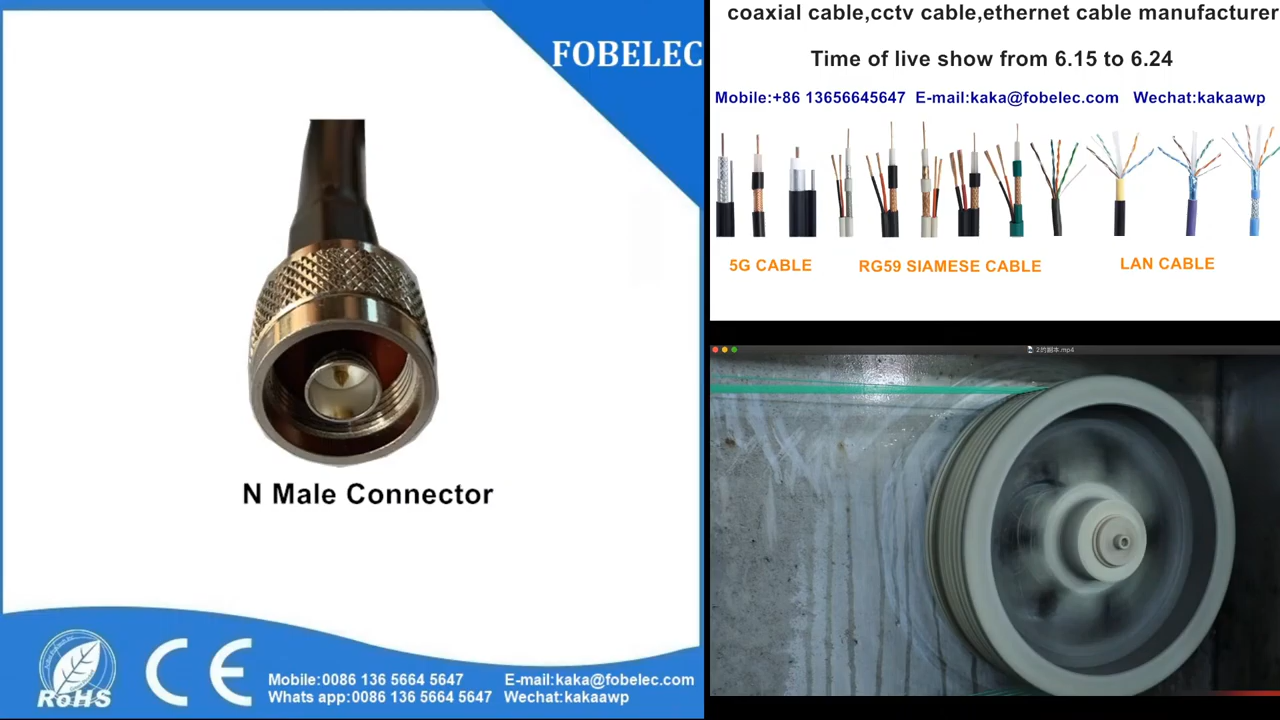 FOBELEC
N Male Connector
RoHS
CE
Mobile:0086 136 5664 5647 E-mail:kaka@fobelec.com
Whats app:0086 136 5664 5647 Wechat:kakaawp
coaxial cable,cctv cable,ethernet cable manufacturer
Time of live show from 6.15 to 6.24
Mobile:+86 13656645647 E-mail:kaka@fobelec.com Wechat:kakaawp
5G CABLE RG59 SIAMESE CABLE LAN CABLE